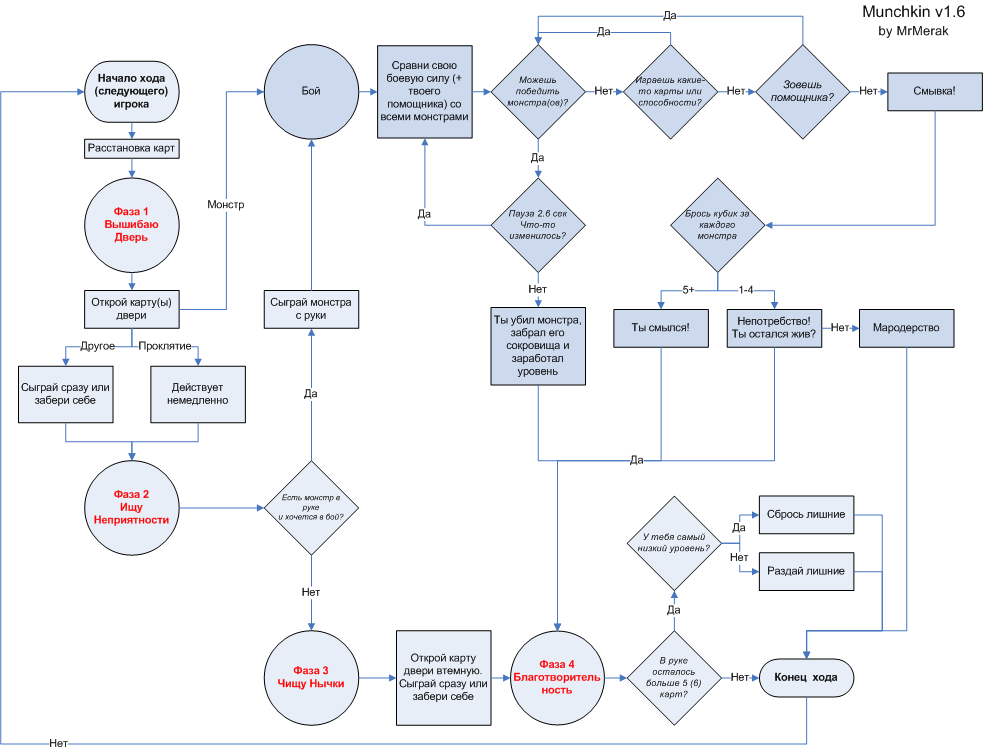 Munchkin v1.6
by MrMerak
Начало хода
(следующего)
игрока
Расстановка карт
Фаза 1
Вышибаю
Дверь
Открой карту(ы)
двери
Монстр
Другое
Проклятие
Сыграй сразу или
забери себе
Действует
немедленно
Фаза 2
Ищу
Неприятности
Есть монстр в
руке
и хочется в бой?
Да
Сыграй монстра
с руки
Бой
Сравни свою
боевую силу (+
твоего
помощника) со
всеми монстрами
Можешь
победить
монстра(ов)?
Нет
Играешь какие-
то карты или
способности?
Да
Нет
Зовешь
помощника?
Да
Нет
Смывка!
Да
Пауза 2.6 сек
Что-то
изменилось?
Да
Нет
Ты убил монстра,
забрал его
сокровища и
заработал
уровень
Брось кубик за
каждого
монстра
5+
1-4
Ты смылся!
Непотребство!
Ты остался жив?
Нет
Мародерство
Да
Нет
Фаза 3
Чищу Нычки
Открой карту
двери втемную.
Сыграй сразу или
забери себе
Фаза 4
Благотворитель
ность
В руке
осталось
больше 5 (6)
карт?
Да
Нет
У тебя самый
низкий уровень?
Да
Нет
Сбрось лишние
Раздай лишние
Конец хода
Нет